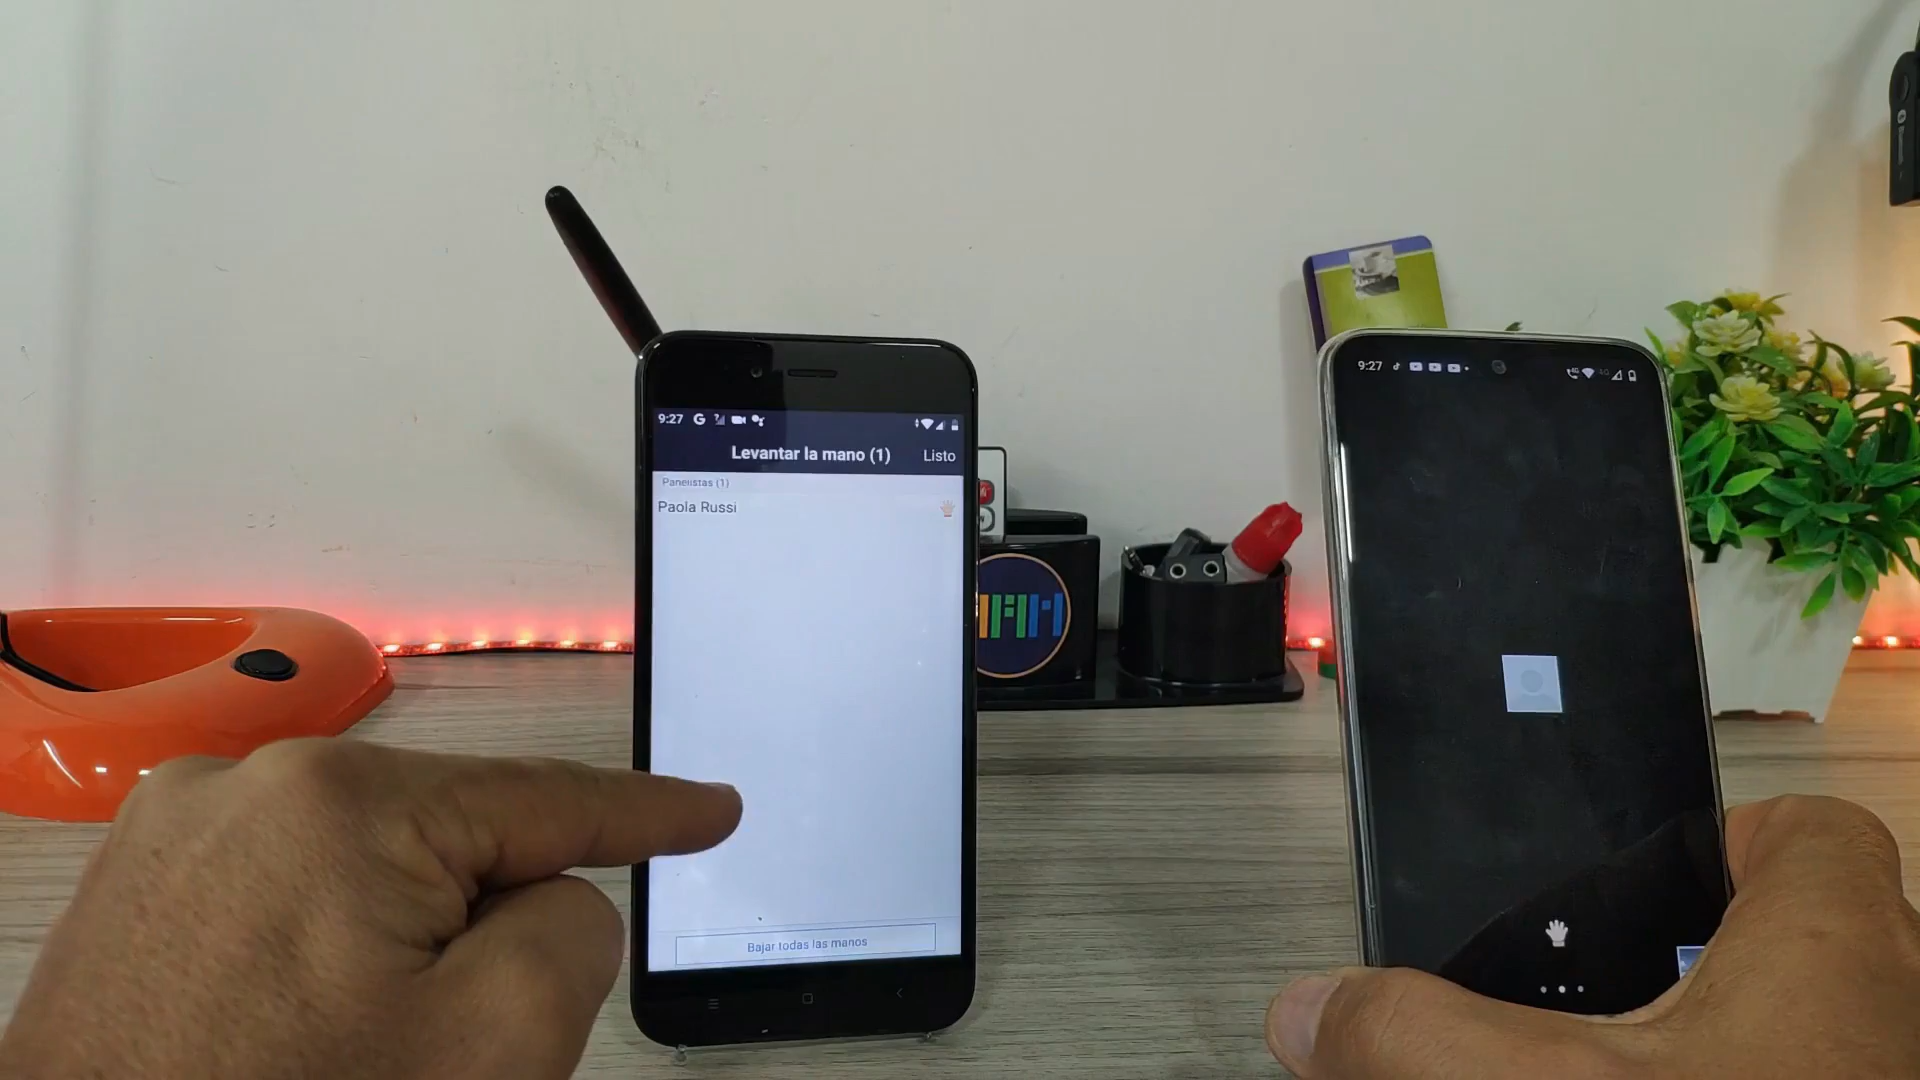 9:27
Levantar la mano (1)
Listo
Panelistas (1)
Paola Russi
Bajar todas las manos
9:27